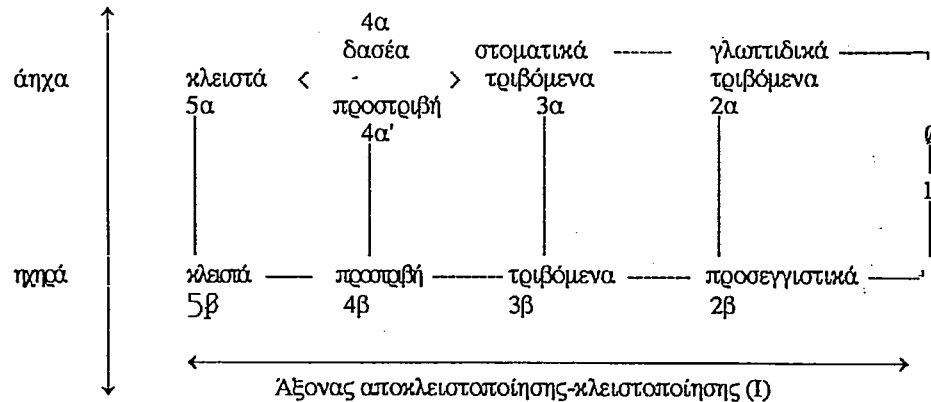 4α
δασέα στοματικά γλωττιδικά
άηχα κλειστά < - > τριβόμενα τριβόμενα
5α προστριβή 3α 2α
4α'
Ø
1
ηχηρά κλειστά προστριβή τριβόμενα προσεγγιστικά
5β 4β 3β 2β
Άξονας αποκλειστοποίησης-κλειστοποίησης (Ι)